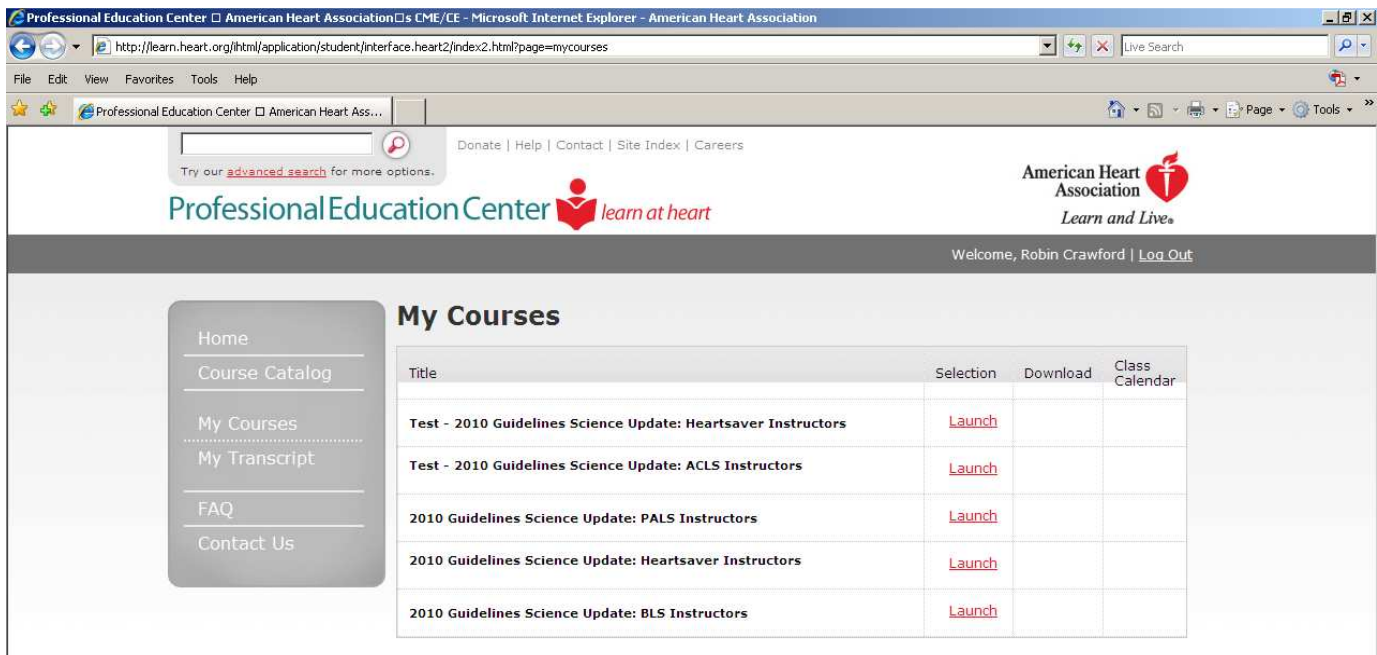 Professional Education Center □ American Heart Association□s CME/CE - Microsoft Internet Explorer - American Heart Association
http://learn.heart.org/ihtml/application/student/interface.heart2/index2.html?page=mycourses
Live Search
File Edit View Favorites Tools Help
Professional Education Center □ American Heart Ass...
Page Tools »
Donate | Help | Contact | Site Index | Careers
Try our advanced search for more options.
Professional Education Center learn at heart
American Heart
Association
Learn and Live®
Welcome, Robin Crawford | Log Out
Home
Course Catalog
My Courses
My Transcript
FAQ
Contact Us
My Courses
Title Selection Download Class Calendar
Test - 2010 Guidelines Science Update: Heartsaver Instructors Launch
Test - 2010 Guidelines Science Update: ACLS Instructors Launch
2010 Guidelines Science Update: PALS Instructors Launch
2010 Guidelines Science Update: Heartsaver Instructors Launch
2010 Guidelines Science Update: BLS Instructors Launch